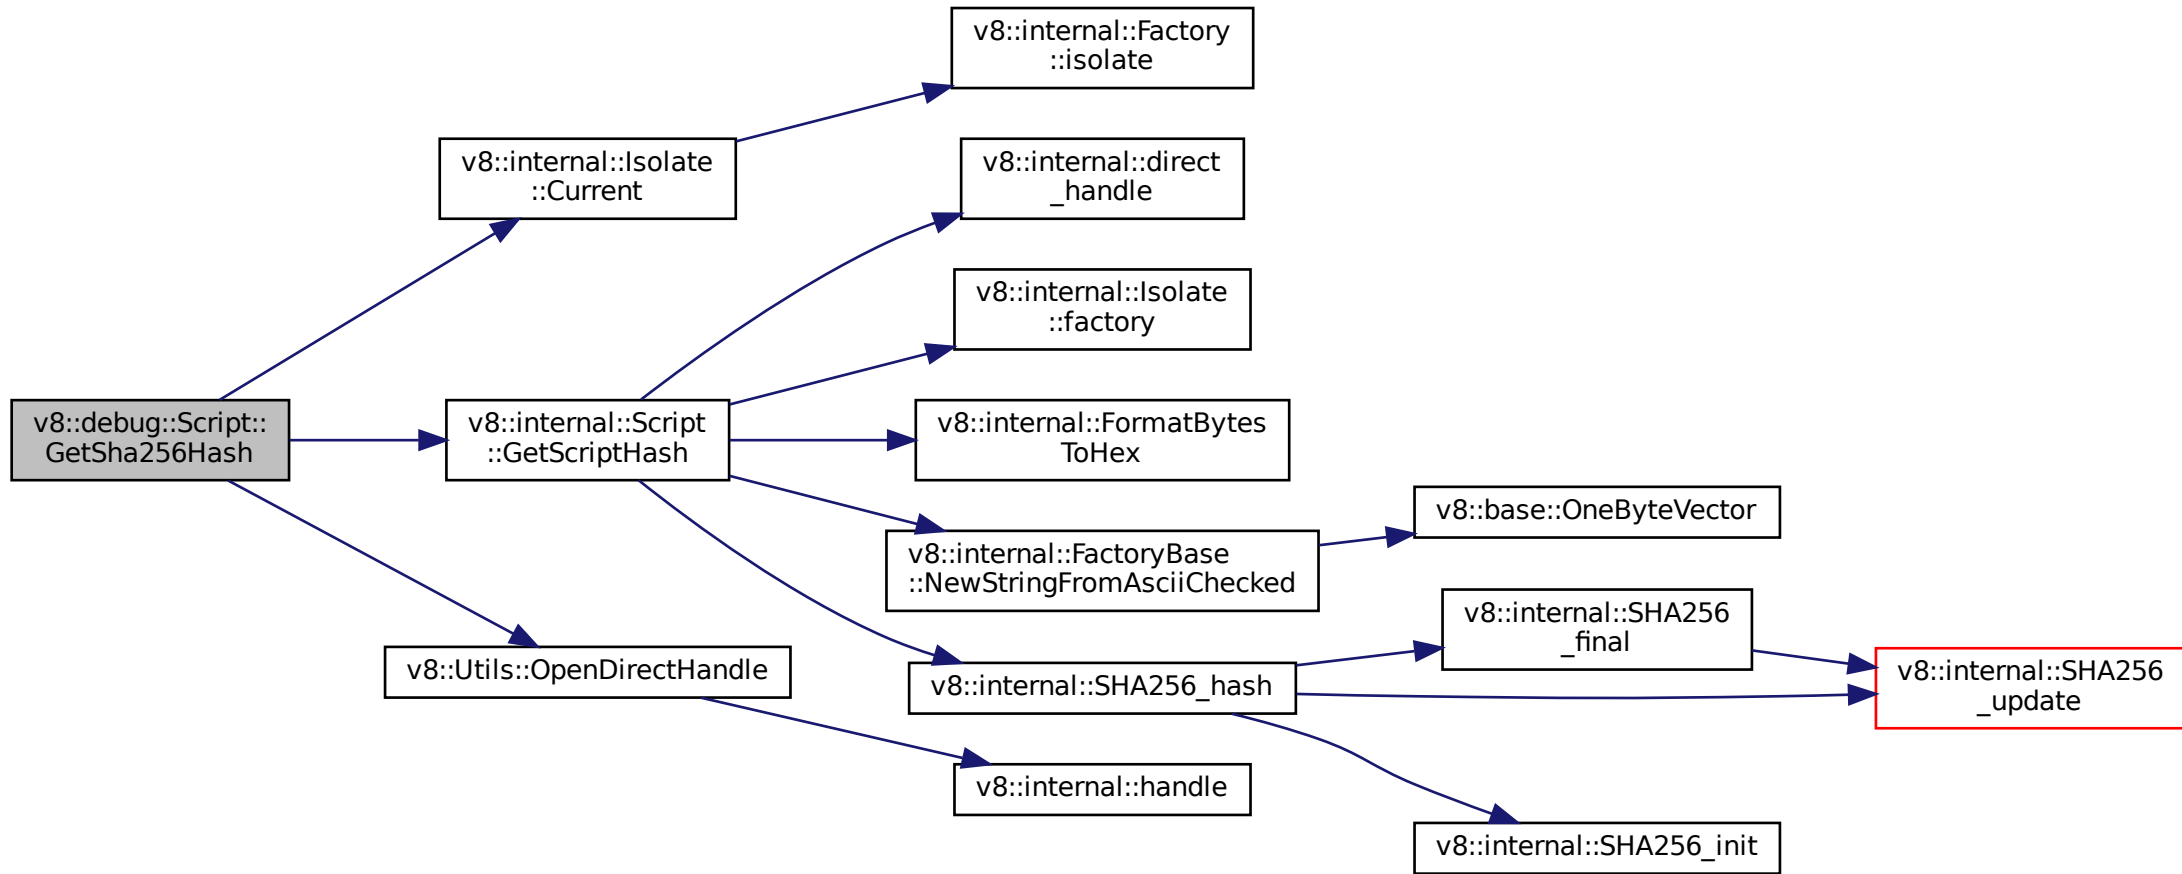 v8::debug::Script::
GetSha256Hash
v8::internal::Isolate
::Current
v8::internal::Factory
::isolate
v8::internal::Script
::GetScriptHash
v8::internal::direct
_handle
v8::internal::Isolate
::factory
v8::internal::FormatBytes
ToHex
v8::internal::FactoryBase
::NewStringFromAsciiChecked
v8::base::OneByteVector
v8::internal::SHA256_hash
v8::internal::SHA256
_final
v8::internal::SHA256
_update
v8::internal::SHA256_init
v8::Utils::OpenDirectHandle
v8::internal::handle